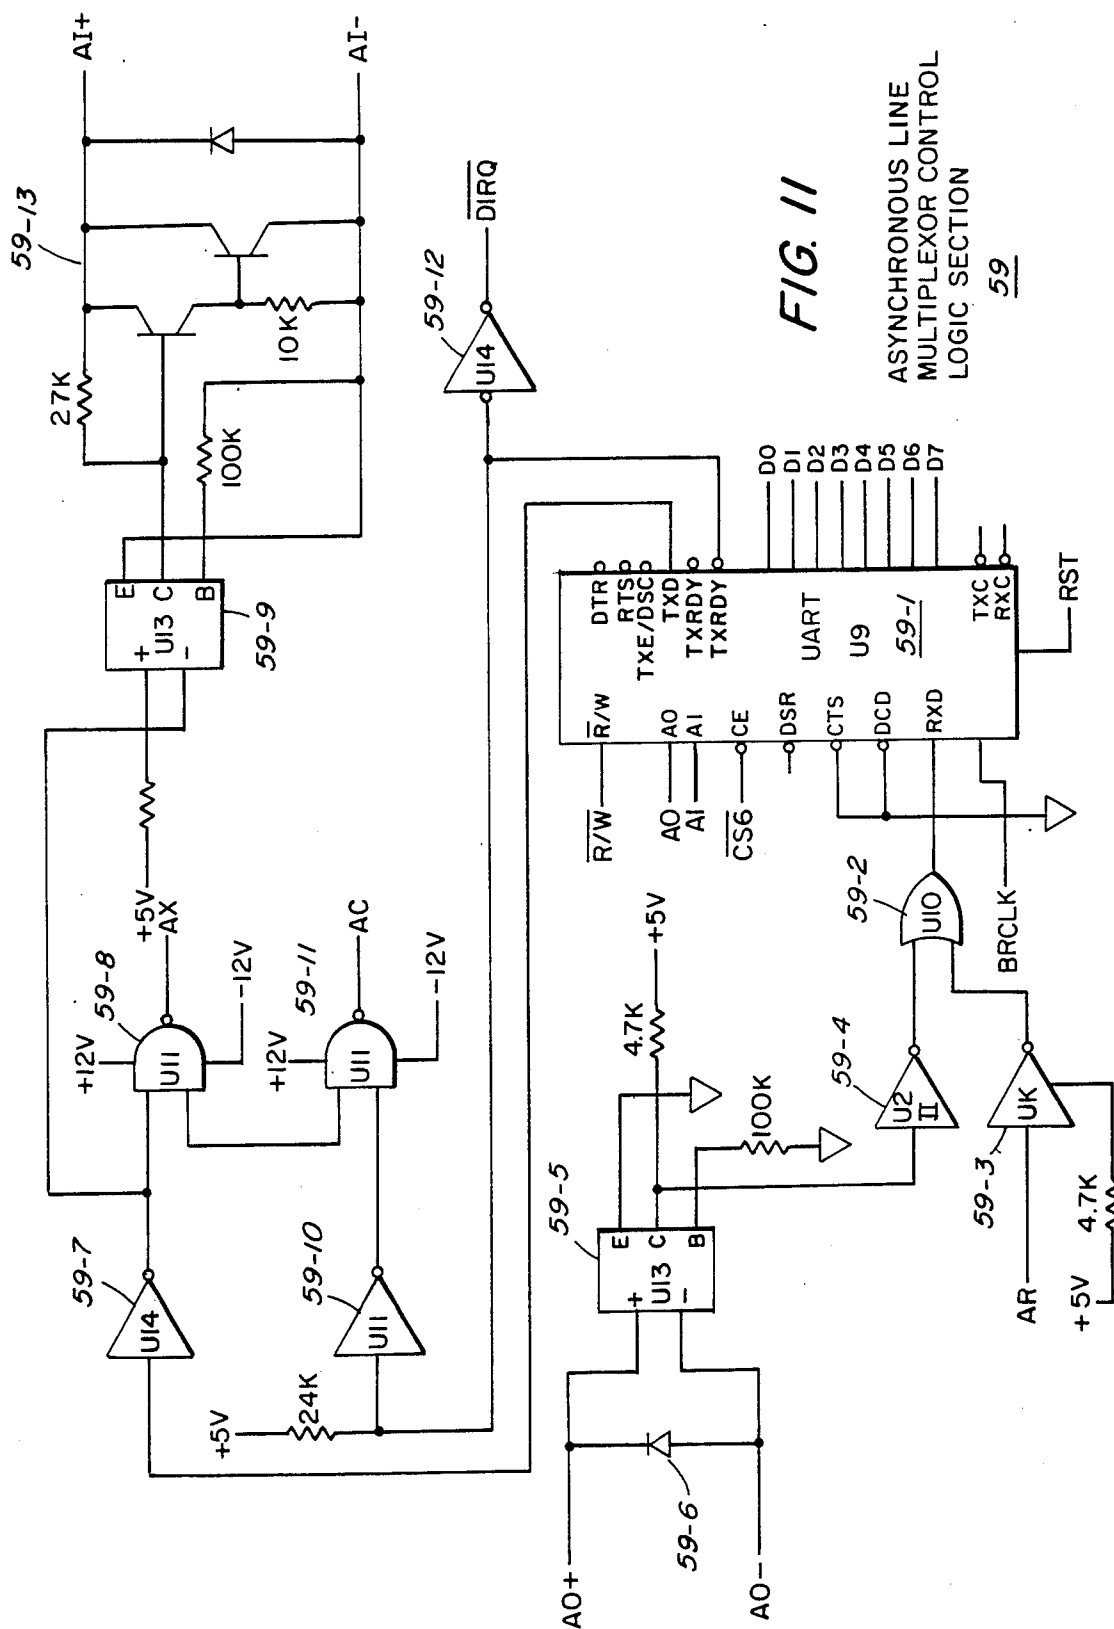 59-13
AI+
27K
10K
AI-
E
C
B
+
-
U13
59-9
100K
+5V
AX
59-8
+12V
U11
-12V
59-11
AC
+12V
U11
-12V
59-7
U14
59-10
U11
+5V
24K
59-12
U14
DIRQ
59-5
E
C
B
+
-
U13
4.7K
+5V
100K
AO+
AO-
59-6
59-4
U2
II
59-3
UK
AR
4.7K
+5V
59-2
U10
R/W
R/W
A0
A0
A1
A1
CS6
CE
DSR
CTS
DCD
RXD
BRCLK
DTR
RTS
TXE/DSC
TXD
TXRDY
TXRDY
UART
U9
59-1
D0
D1
D2
D3
D4
D5
D6
D7
TXC
RXC
RST
FIG. 11
ASYNCHRONOUS LINE
MULTIPLEXOR CONTROL
LOGIC SECTION
59